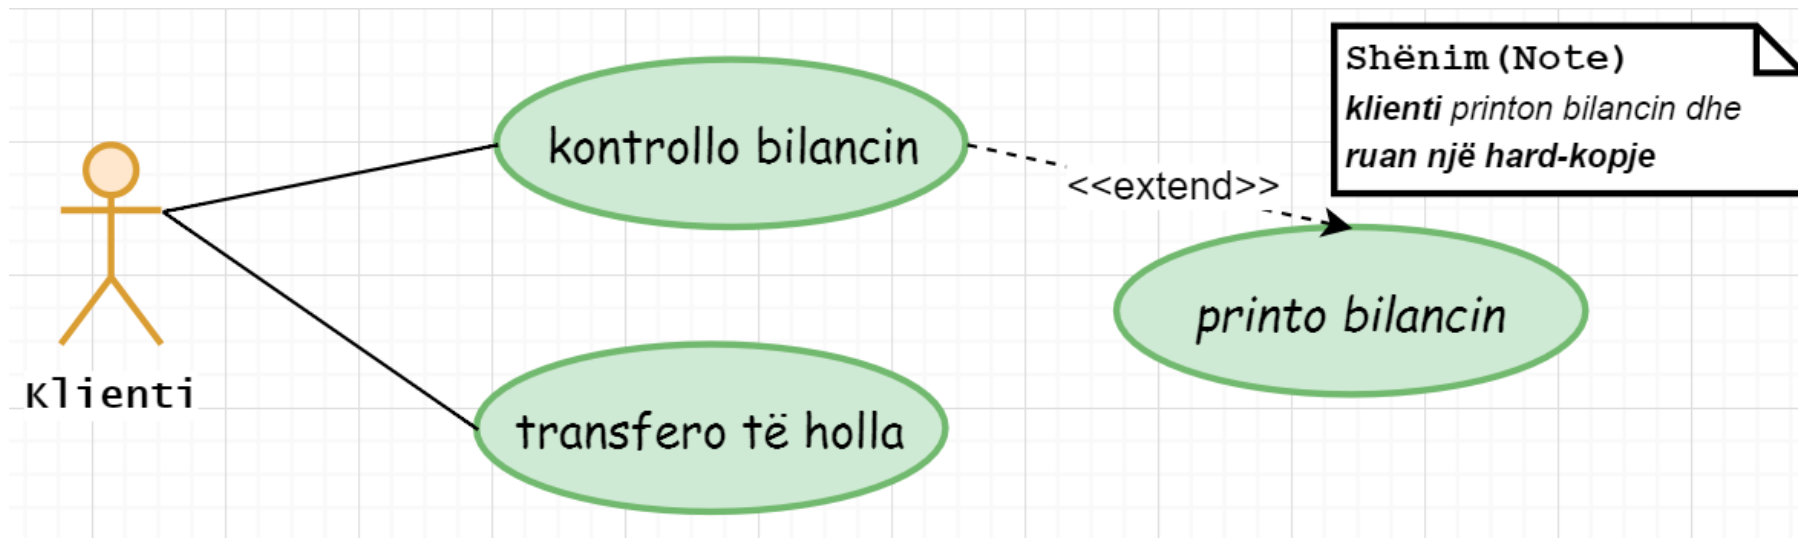 kontrollo bilancin
<<extend>>
Shënim(Note)
klienti printon bilancin dhe
ruan një hard-kopje
printo bilancin
Klienti
transfero të holla